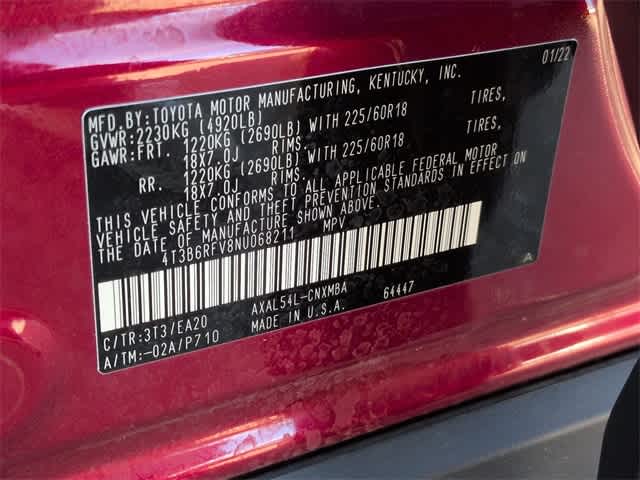 01/22
MFD. BY:TOYOTA MOTOR MANUFACTURING, KENTUCKY, INC.
GVWR:2230KG (4920LB)
GAWR:FRT. 1220KG (2690LB) WITH 225/60R18 TIRES,
18X7.0J RIMS.
RR. 1220KG (2690LB) WITH 225/60R18 TIRES,
18X7.0J RIMS.
THIS VEHICLE CONFORMS TO ALL APPLICABLE FEDERAL MOTOR
VEHICLE SAFETY AND THEFT PREVENTION STANDARDS IN EFFECT ON
THE DATE OF MANUFACTURE SHOWN ABOVE.
4T3B6RFV8NU068211 MPV
A
C/TR:3T3/EA20 AXAL54L-CNXMBA 64447
A/TM:-02A/P710 MADE IN U.S.A.